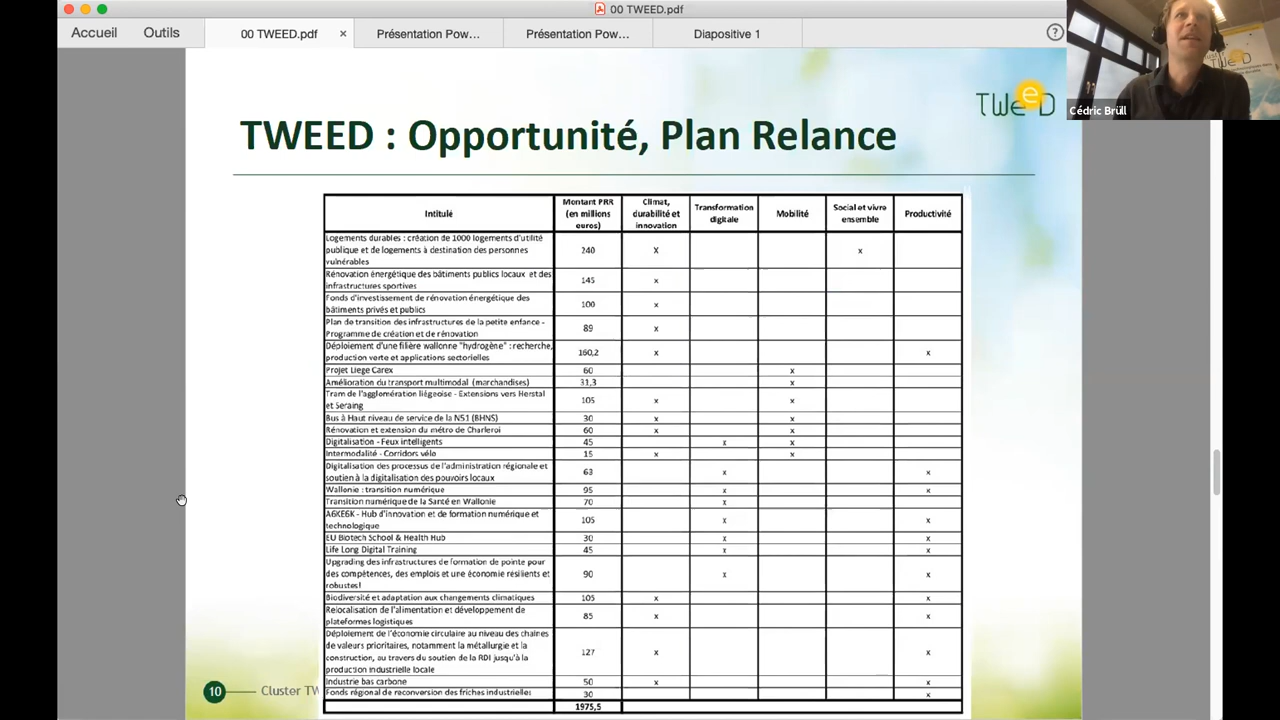 00 TWEED.pdf
Accueil Outils 00 TWEED.pdf × Présentation Pow... Présentation Pow... Diapositive 1 ?
TWeeD
Cédric Brüll
TWEED : Opportunité, Plan Relance
Intitulé Montant PRR (en millions euros) Climat, durabilité et innovation Transformation digitale Mobilité Social et vivre ensemble Productivité
Logements durables : création de 1000 logements d'utilité
publique et de logements à destination des personnes 240 X x
vulnérables
Rénovation énergétique des bâtiments publics locaux et des
infrastructures sportives 145 x
Fonds d'investissement de rénovation énergétique des
bâtiments privés et publics 100 x
Plan de transition des infrastructures de la petite enfance -
Programme de création et de rénovation 89 x
Déploiement d'une filière wallonne "hydrogène" : recherche,
production verte et applications sectorielles 160,2 x x
Projet Liege Carex 60 x
Amélioration du transport multimodal (marchandises) 31,3 x
Tram de l'agglomération liégeoise - Extensions vers Herstal
et Seraing 105 x x
Bus à Haut niveau de service de la N51 (BHNS) 30 x x
Rénovation et extension du métro de Charleroi 60 x x
Digitalisation - Feux intelligents 45 x x
Intermodalité - Corridors vélo 15 x x
Digitalisation des processus de l'administration régionale et
soutien à la digitalisation des pouvoirs locaux 63 x x
Wallonie : transition numérique 95 x x
Transition numérique de la Santé en Wallonie 70 x
A6KE6K - Hub d'innovation et de formation numérique et
technologique 105 x x
EU Biotech School & Health Hub 30 x x
Life Long Digital Training 45 x x
Upgrading des infrastructures de formation de pointe pour
des compétences, des emplois et une économie résilients et 90 x x
robustes!
Biodiversité et adaptation aux changements climatiques 105 x x
Relocalisation de l'alimentation et développement de
plateformes logistiques 85 x x
Déploiement de l'économie circulaire au niveau des chaînes
de valeurs prioritaires, notamment la métallurgie et la
construction, au travers du soutien de la RDI jusqu'à la 127 x x
production industrielle locale
Industrie bas carbone 50 x x
Fonds régional de reconversion des friches industrielles 30 x
1975,5
10 Cluster TW